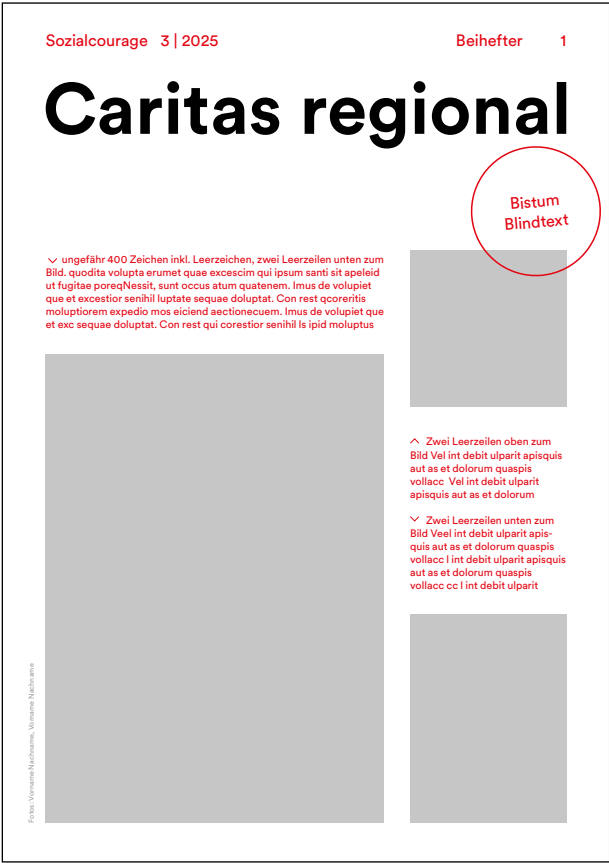 Sozialcourage 3 | 2025
Beihefter 1
Caritas regional
Bistum
Blindtext
ungefähr 400 Zeichen inkl. Leerzeichen, zwei Leerzeilen unten zum
Bild. quodita volupta erumet quae excescim qui ipsum santi sit apeleid
ut fugitae poreqNessit, sunt occus atum quatenem. Imus de volupiet
que et excestior senihil luptate sequae doluptat. Con rest qcoreritis
moluptiorem expedio mos eiciend aectionecuem. Imus de volupiet que
et exc sequae doluptat. Con rest qui corestior senihil ls ipid moluptus
Zwei Leerzeilen oben zum
Bild Vel int debit ulparit apisquis
aut as et dolorum quaspis
vollacc Vel int debit ulparit
apisquis aut as et dolorum
Zwei Leerzeilen unten zum
Bild Veel int debit ulparit apis-
quis aut as et dolorum quaspis
vollacc l int debit ulparit apisquis
aut as et dolorum quaspis
vollacc cc l int debit ulparit
Fotos: Vorname Nachname, Vorname Nachname